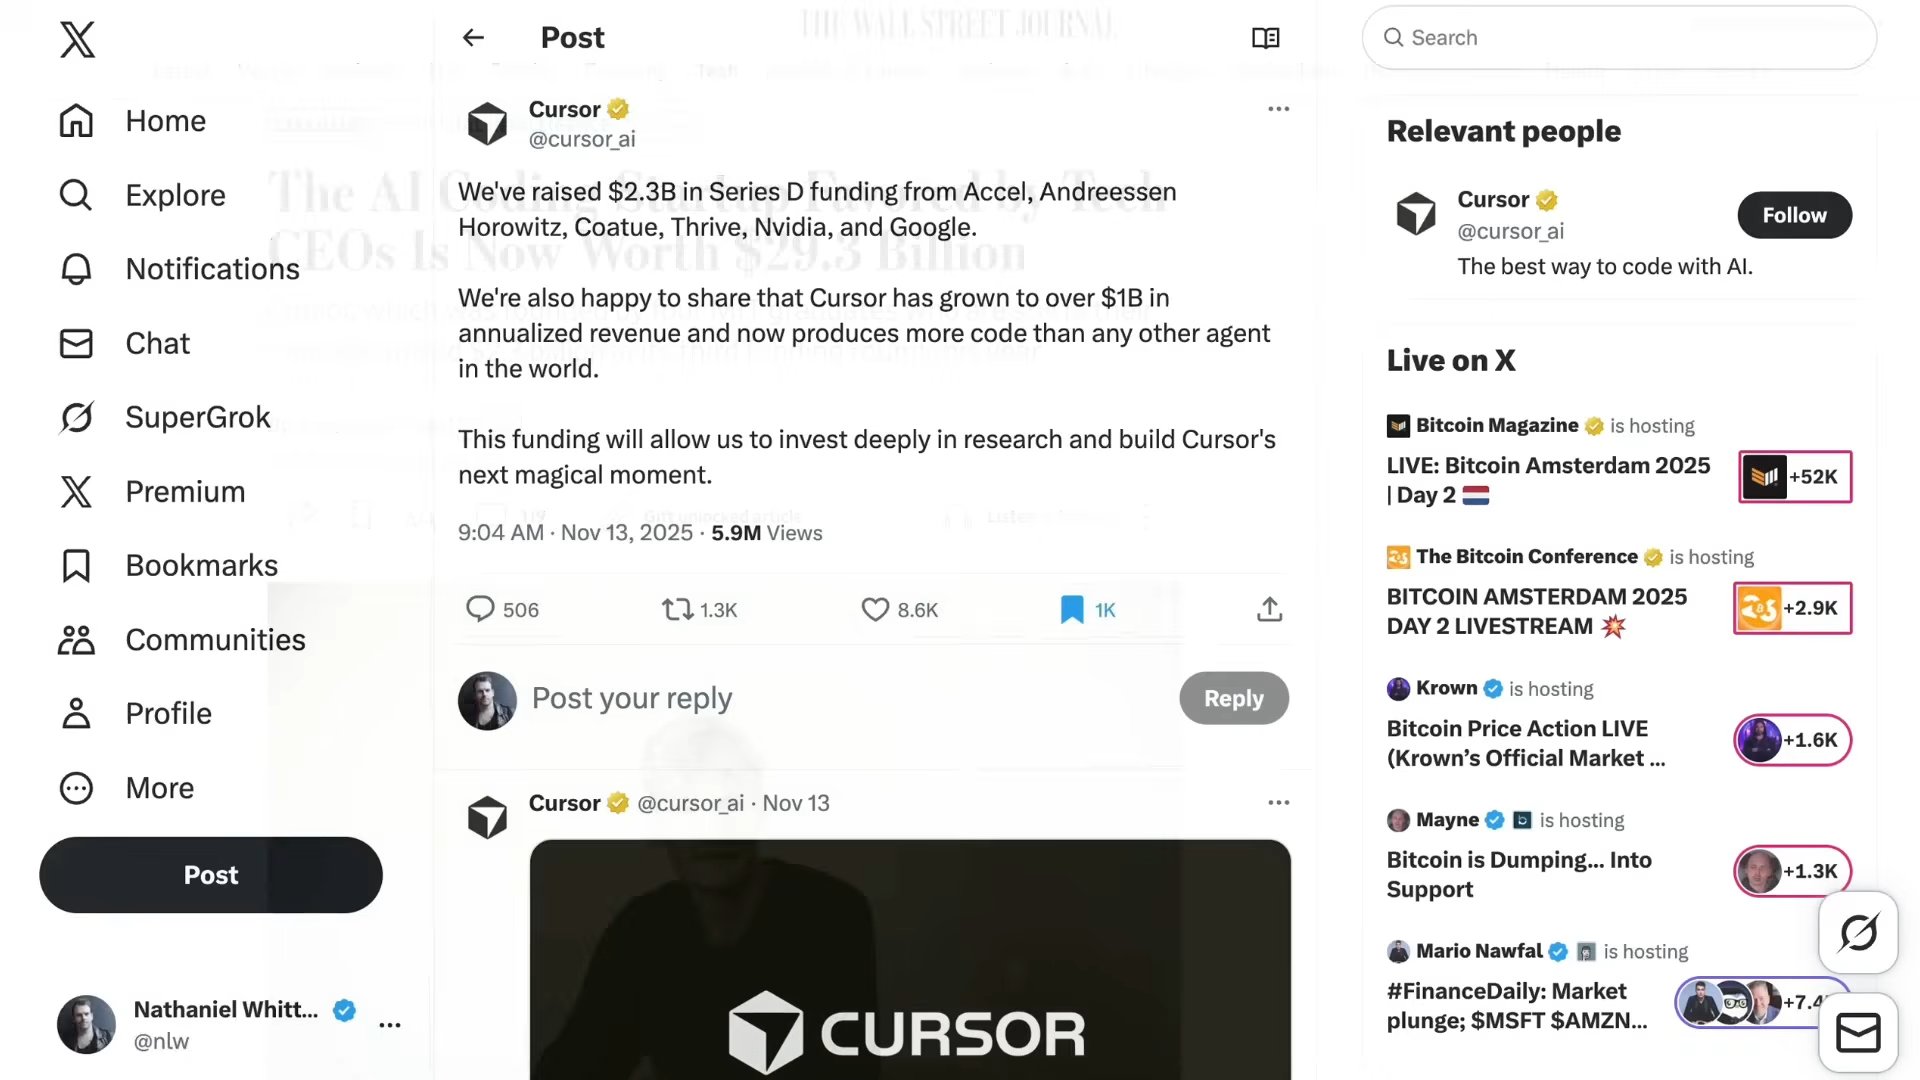 Home
Explore
Notifications
Chat
SuperGrok
Premium
Bookmarks
Communities
Profile
More
Post
Nathaniel Whitt...
@nlw
Post
THE WALL STREET JOURNAL
Tech
The AI Coding Startup Favored by Tech
CEOs Is Now Worth $29.3 Billion
Cursor
@cursor_ai
We've raised $2.3B in Series D funding from Accel, Andreessen
Horowitz, Coatue, Thrive, Nvidia, and Google.
We're also happy to share that Cursor has grown to over $1B in
annualized revenue and now produces more code than any other agent
in the world.
This funding will allow us to invest deeply in research and build Cursor's
next magical moment.
9:04 AM · Nov 13, 2025 · 5.9M Views
506 1.3K 8.6K 1K
Post your reply
Reply
Cursor @cursor_ai · Nov 13
CURSOR
Search
Relevant people
Cursor
@cursor_ai
Follow
The best way to code with AI.
Live on X
Bitcoin Magazine is hosting
LIVE: Bitcoin Amsterdam 2025
| Day 2
+52K
The Bitcoin Conference is hosting
BITCOIN AMSTERDAM 2025
DAY 2 LIVESTREAM
+2.9K
Krown is hosting
Bitcoin Price Action LIVE
(Krown’s Official Market ...
+1.6K
Mayne is hosting
Bitcoin is Dumping... Into
Support
+1.3K
Mario Nawfal is hosting
#FinanceDaily: Market
plunge; $MSFT $AMZN...